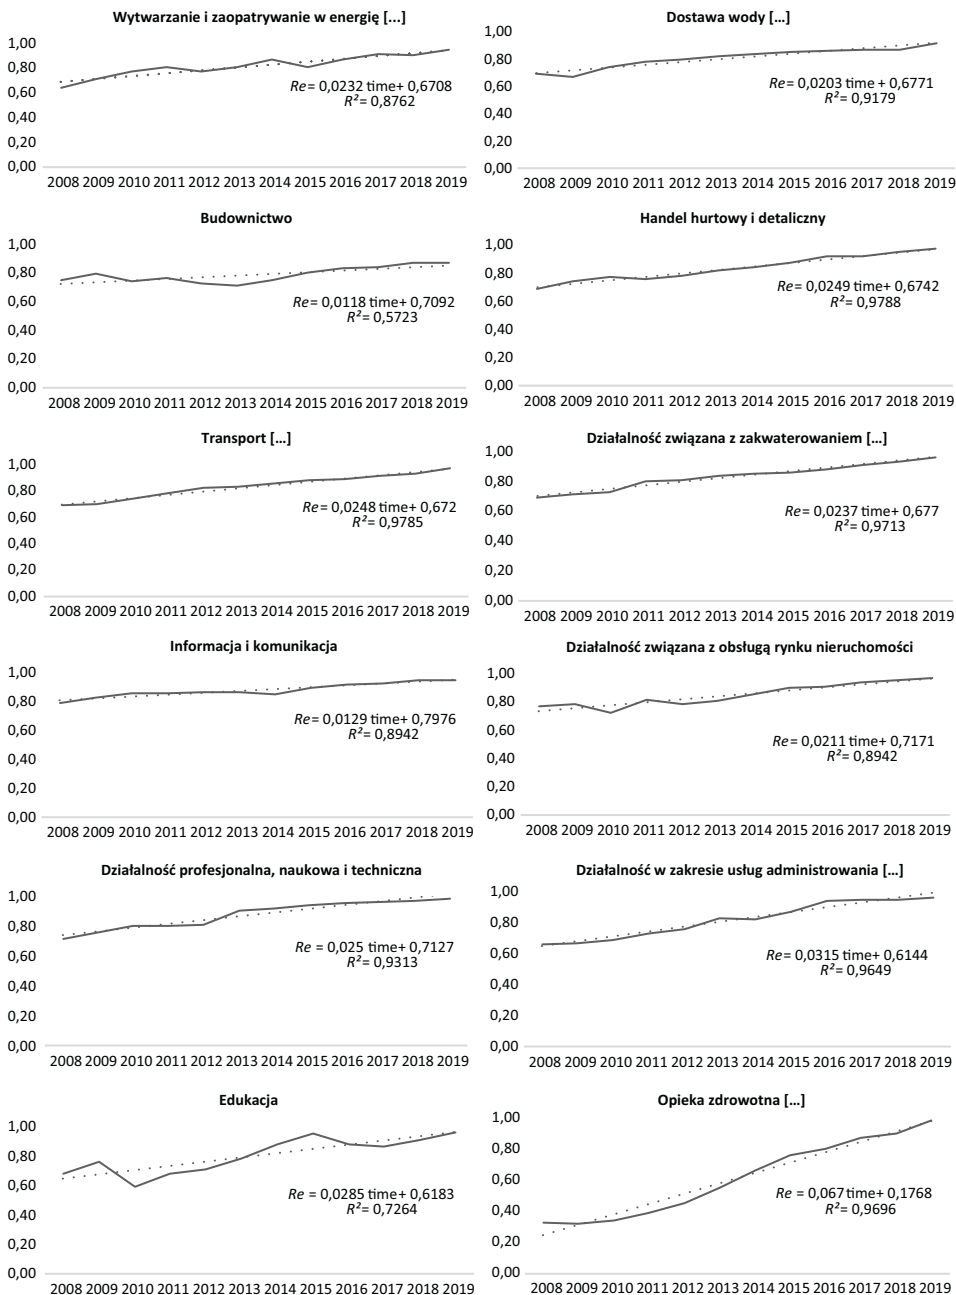 Wytwarzanie i zaopatrywanie w energię [...]
1,00
0,80
0,60
0,40
0,20
0,00
Re = 0,0232 time+ 0,6708
R² = 0,8762
2008 2009 2010 2011 2012 2013 2014 2015 2016 2017 2018 2019
Dostawa wody […]
1,00
0,80
0,60
0,40
0,20
0,00
Re = 0,0203 time + 0,6771
R² = 0,9179
2008 2009 2010 2011 2012 2013 2014 2015 2016 2017 2018 2019
Budownictwo
1,00
0,80
0,60
0,40
0,20
0,00
Re = 0,0118 time+ 0,7092
R² = 0,5723
2008 2009 2010 2011 2012 2013 2014 2015 2016 2017 2018 2019
Handel hurtowy i detaliczny
1,00
0,80
0,60
0,40
0,20
0,00
Re = 0,0249 time+ 0,6742
R² = 0,9788
2008 2009 2010 2011 2012 2013 2014 2015 2016 2017 2018 2019
Transport […]
1,00
0,80
0,60
0,40
0,20
0,00
Re = 0,0248 time+ 0,672
R² = 0,9785
2008 2009 2010 2011 2012 2013 2014 2015 2016 2017 2018 2019
Działalność związana z zakwaterowaniem […]
1,00
0,80
0,60
0,40
0,20
0,00
Re = 0,0237 time+ 0,677
R² = 0,9713
2008 2009 2010 2011 2012 2013 2014 2015 2016 2017 2018 2019
Informacja i komunikacja
1,00
0,80
0,60
0,40
0,20
0,00
Re = 0,0129 time+ 0,7976
R² = 0,8942
2008 2009 2010 2011 2012 2013 2014 2015 2016 2017 2018 2019
Działalność związana z obsługą rynku nieruchomości
1,00
0,80
0,60
0,40
0,20
0,00
Re = 0,0211 time+ 0,7171
R² = 0,8942
2008 2009 2010 2011 2012 2013 2014 2015 2016 2017 2018 2019
Działalność profesjonalna, naukowa i techniczna
1,00
0,80
0,60
0,40
0,20
0,00
Re = 0,025 time+ 0,7127
R² = 0,9313
2008 2009 2010 2011 2012 2013 2014 2015 2016 2017 2018 2019
Działalność w zakresie usług administrowania […]
1,00
0,80
0,60
0,40
0,20
0,00
Re = 0,0315 time+ 0,6144
R² = 0,9649
2008 2009 2010 2011 2012 2013 2014 2015 2016 2017 2018 2019
Edukacja
1,00
0,80
0,60
0,40
0,20
0,00
Re = 0,0285 time+ 0,6183
R² = 0,7264
2008 2009 2010 2011 2012 2013 2014 2015 2016 2017 2018 2019
Opieka zdrowotna […]
1,00
0,80
0,60
0,40
0,20
0,00
Re = 0,067 time+ 0,1768
R² = 0,9696
2008 2009 2010 2011 2012 2013 2014 2015 2016 2017 2018 2019